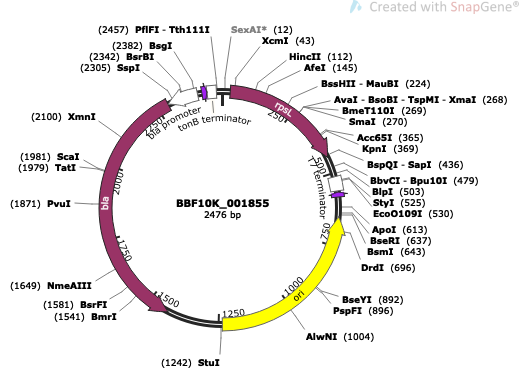 Created with SnapGene®
(2457) PflFI - Tth111I
SexAI* (12)
XcmI (43)
(2382) BsgI
(2342) BsrBI
(2305) SspI
HincII (112)
AfeI (145)
BssHII - MauBI (224)
AvaI - BsoBI - TspMI - XmaI (268)
BmeT110I (269)
SmaI (270)
Acc65I (365)
KpnI (369)
BspQI - SapI (436)
BbvCI - Bpu10I (479)
BlpI (503)
StyI (525)
EcoO109I (530)
ApoI (613)
BseRI (637)
BsmI (643)
DrdI (696)
BseYI (892)
PspFI (896)
AlwNI (1004)
(1242) StuI
(1541) BmrI
(1581) BsrFI
(1649) NmeAIII
(1871) PvuI
(1979) TatI
(1981) ScaI
(2100) XmnI
bla promoter
tonB terminator
rpsL
T7 terminator
ori
bla
250
500
750
1000
1250
1500
1750
2000
2250
BBF10K_001855
2476 bp